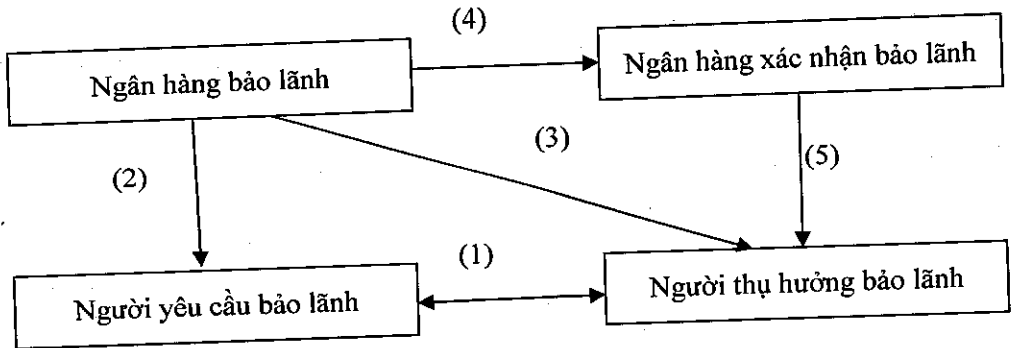 (4)
Ngân hàng bảo lãnh
Ngân hàng xác nhận bảo lãnh
(3)
(5)
(2)
(1)
Người yêu cầu bảo lãnh
Người thụ hưởng bảo lãnh